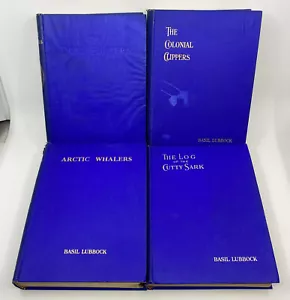 THE
COLONIAL
CLIPPERS
BASIL LUBBOCK
ARCTIC WHALERS
BASIL LUBBOCK
THE LOG
OF THE
CUTTY SARK
BASIL LUBBOCK